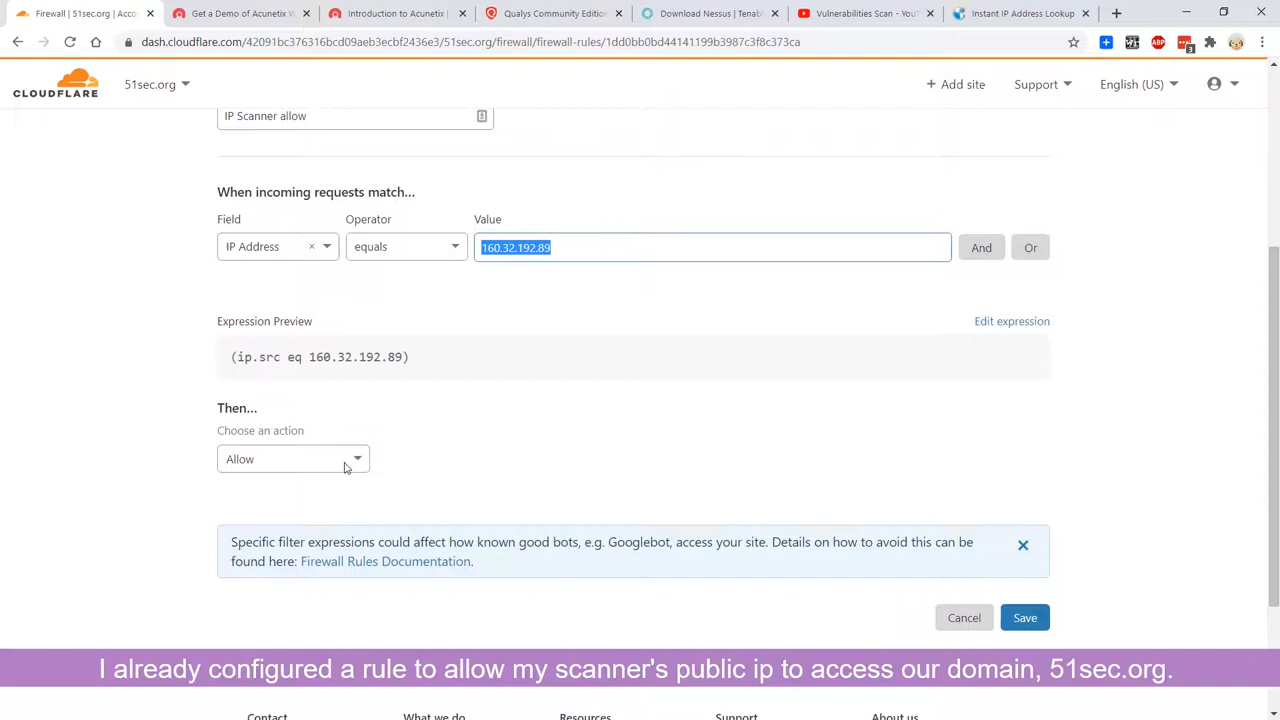 Firewall | 51sec.org | Acco
Get a Demo of Acunetix V
Introduction to Acunetix
Qualys Community Edition
Download Nessus | Tenab
Vulnerabilities Scan - YouT
Instant IP Address Lookup
dash.cloudflare.com/42091bc376316bcd09aeb3ecbf2436e3/51sec.org/firewall/firewall-rules/1dd0bb0bd44141199b3987c3f8c373ca
ABP
3
CLOUDFLARE
51sec.org
+ Add site
Support
English (US)
IP Scanner allow
When incoming requests match...
Field
Operator
Value
IP Address
equals
160.32.192.89
And
Or
Expression Preview
Edit expression
(ip.src eq 160.32.192.89)
Then...
Choose an action
Allow
Specific filter expressions could affect how known good bots, e.g. Googlebot, access your site. Details on how to avoid this can be
found here: Firewall Rules Documentation.
Cancel
Save
I already configured a rule to allow my scanner's public ip to access our domain, 51sec.org.
Contact
What we do
Resources
Support
About us